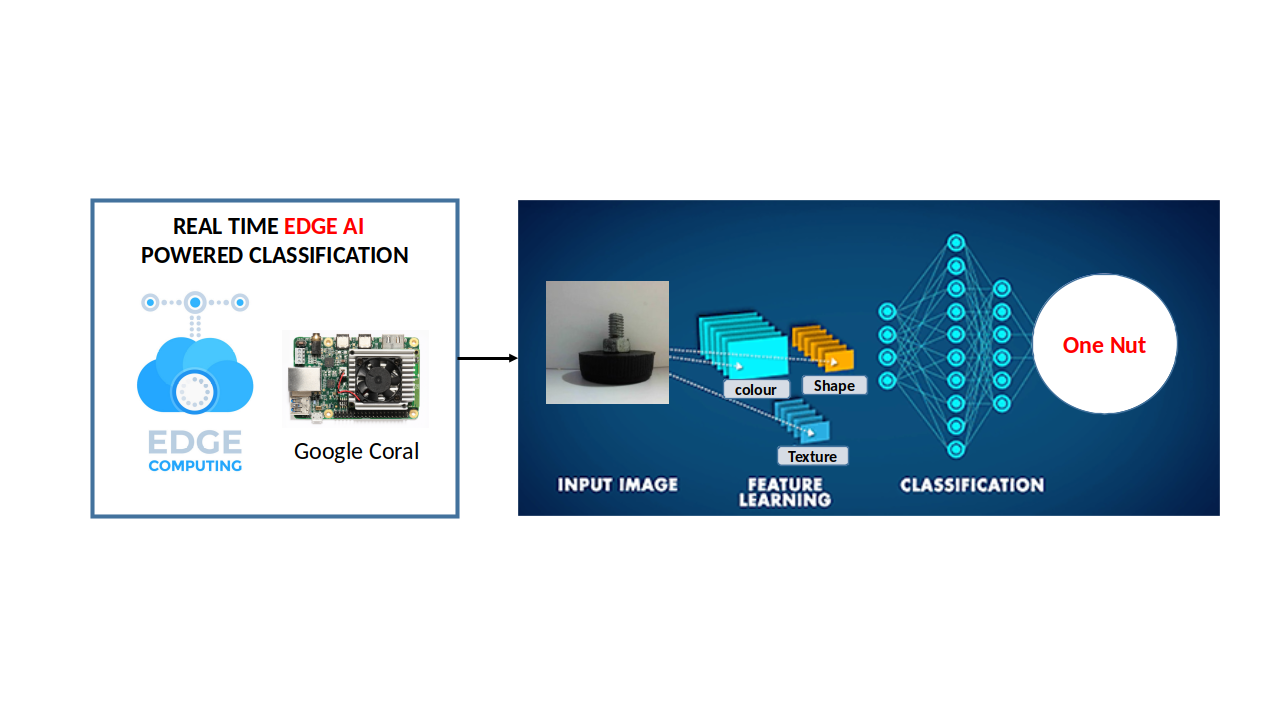 REAL TIME EDGE AI
POWERED CLASSIFICATION
EDGE
COMPUTING
Google Coral
colour
Shape
Texture
INPUT IMAGE
FEATURE
LEARNING
CLASSIFICATION
One Nut